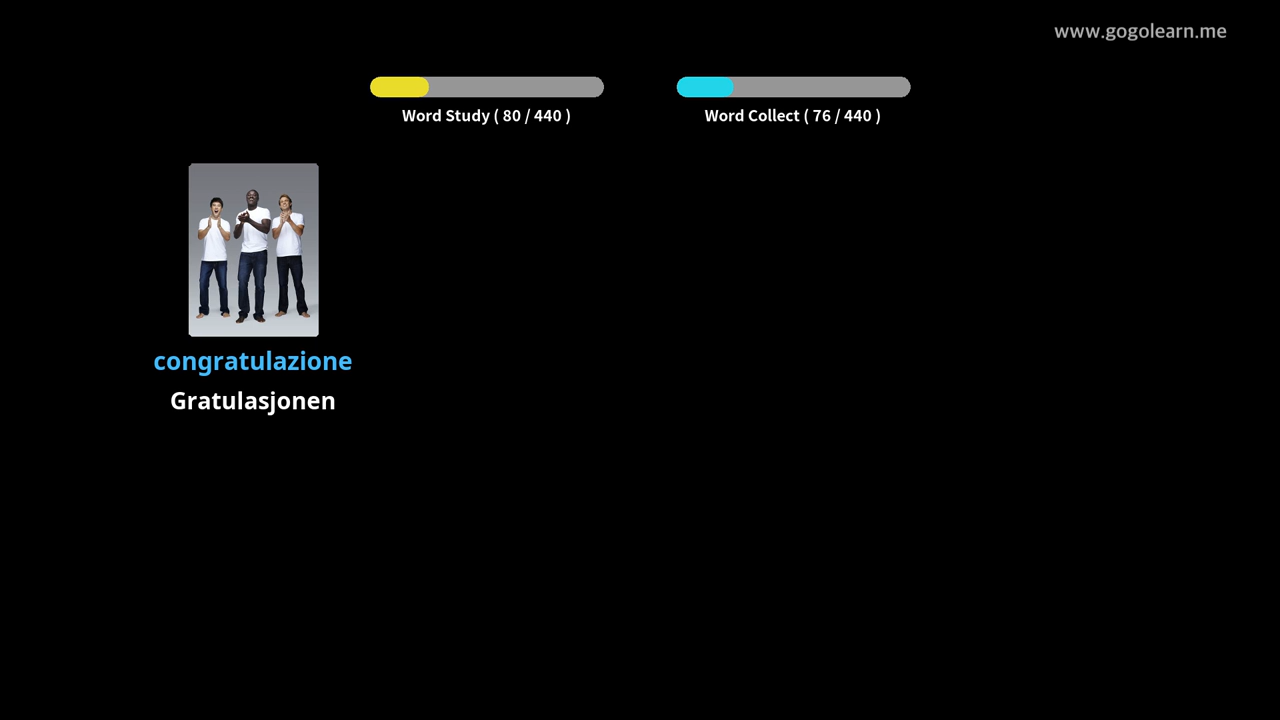 www.gogolearn.me
Word Study ( 80 / 440 )
Word Collect ( 76 / 440 )
congratulazione
Gratulasjonen